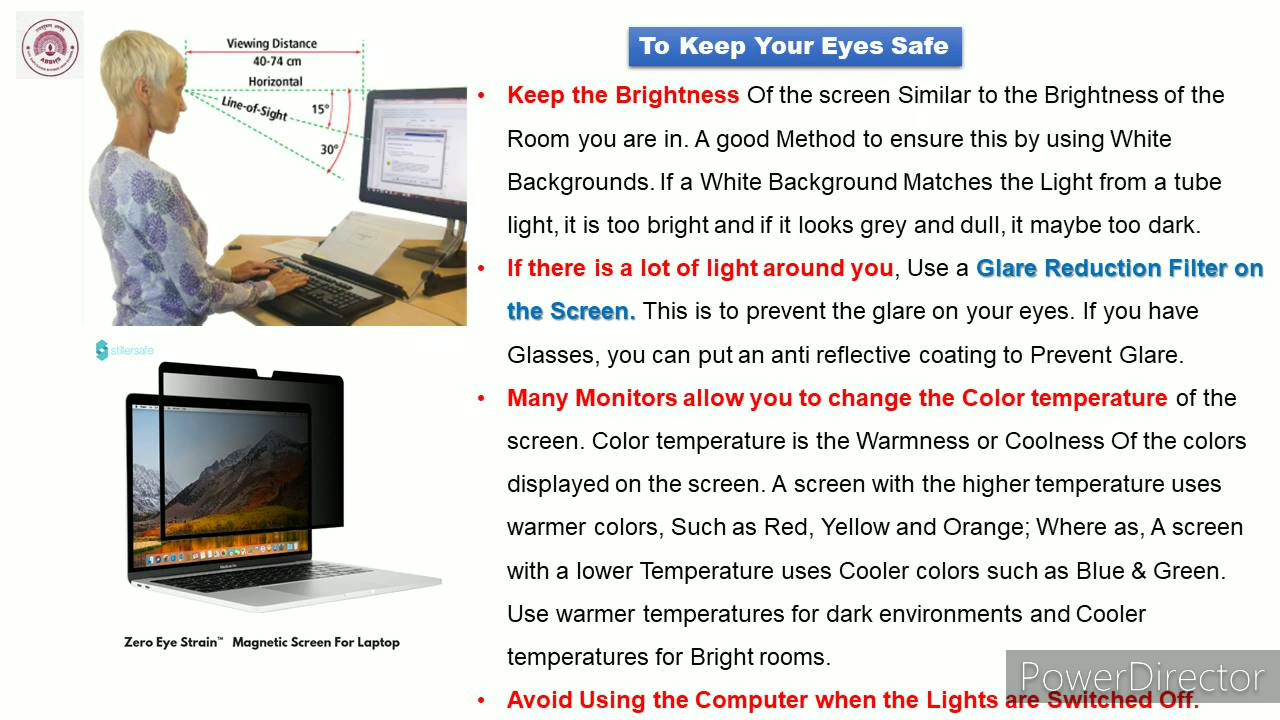 To Keep Your Eyes Safe
ABBHS
Viewing Distance
40-74 cm
Horizontal
Line-of-Sight
15°
30°
• Keep the Brightness Of the screen Similar to the Brightness of the
Room you are in. A good Method to ensure this by using White
Backgrounds. If a White Background Matches the Light from a tube
light, it is too bright and if it looks grey and dull, it maybe too dark.
• If there is a lot of light around you, Use a Glare Reduction Filter on
the Screen. This is to prevent the glare on your eyes. If you have
Glasses, you can put an anti reflective coating to Prevent Glare.
• Many Monitors allow you to change the Color temperature of the
screen. Color temperature is the Warmness or Coolness Of the colors
displayed on the screen. A screen with the higher temperature uses
warmer colors, Such as Red, Yellow and Orange; Where as, A screen
with a lower Temperature uses Cooler colors such as Blue & Green.
Use warmer temperatures for dark environments and Cooler
temperatures for Bright rooms.
• Avoid Using the Computer when the Lights are Switched Off.
stillersafe
Zero Eye Strain™ Magnetic Screen For Laptop
PowerDirector